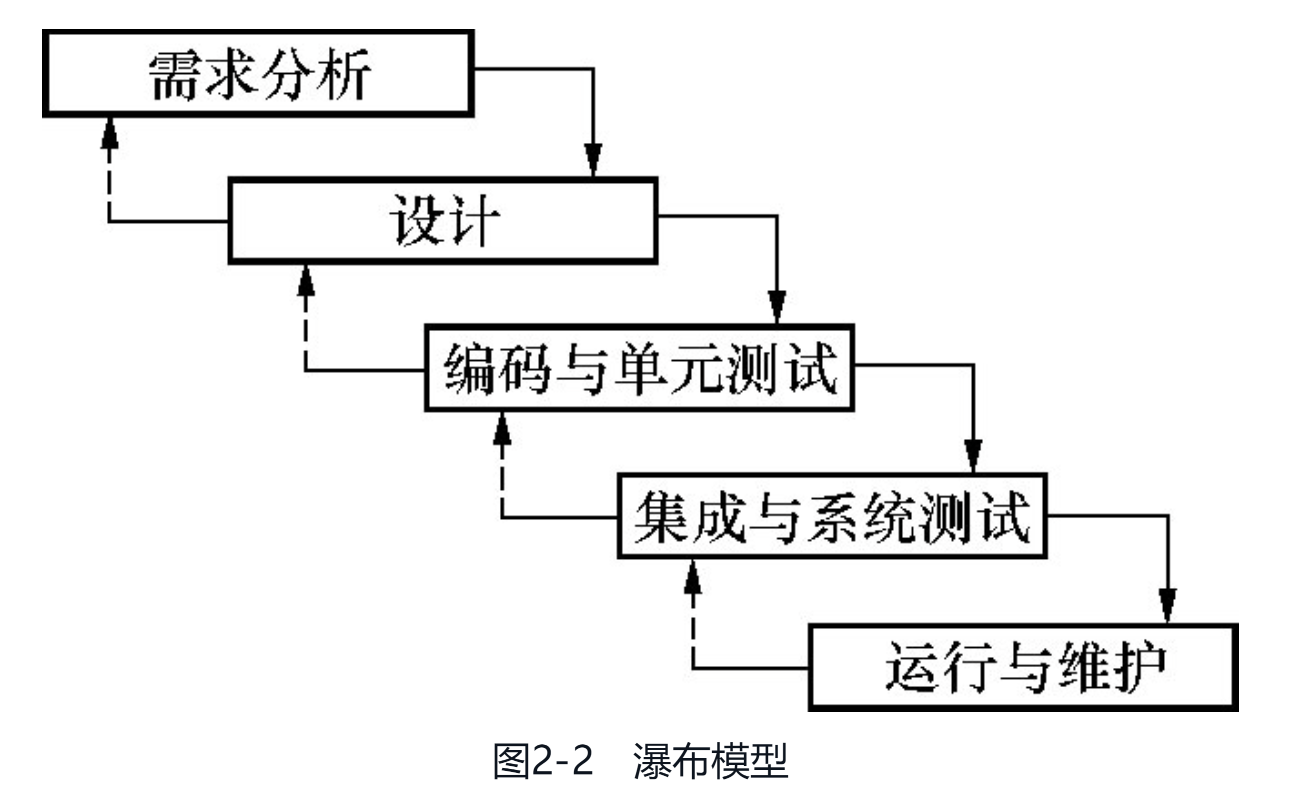 需求分析
设计
编码与单元测试
集成与系统测试
运行与维护
图2-2 瀑布模型